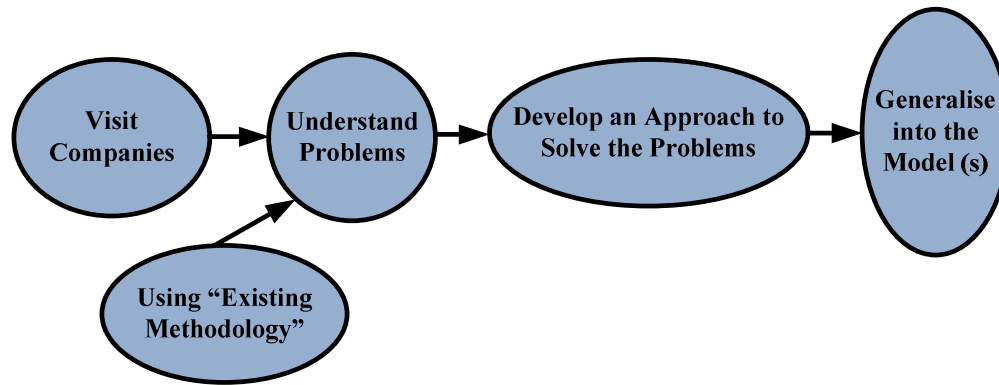 Visit
Companies
Understand
Problems
Develop an Approach to
Solve the Problems
Generalise
into the
Model (s)
Using “Existing
Methodology”